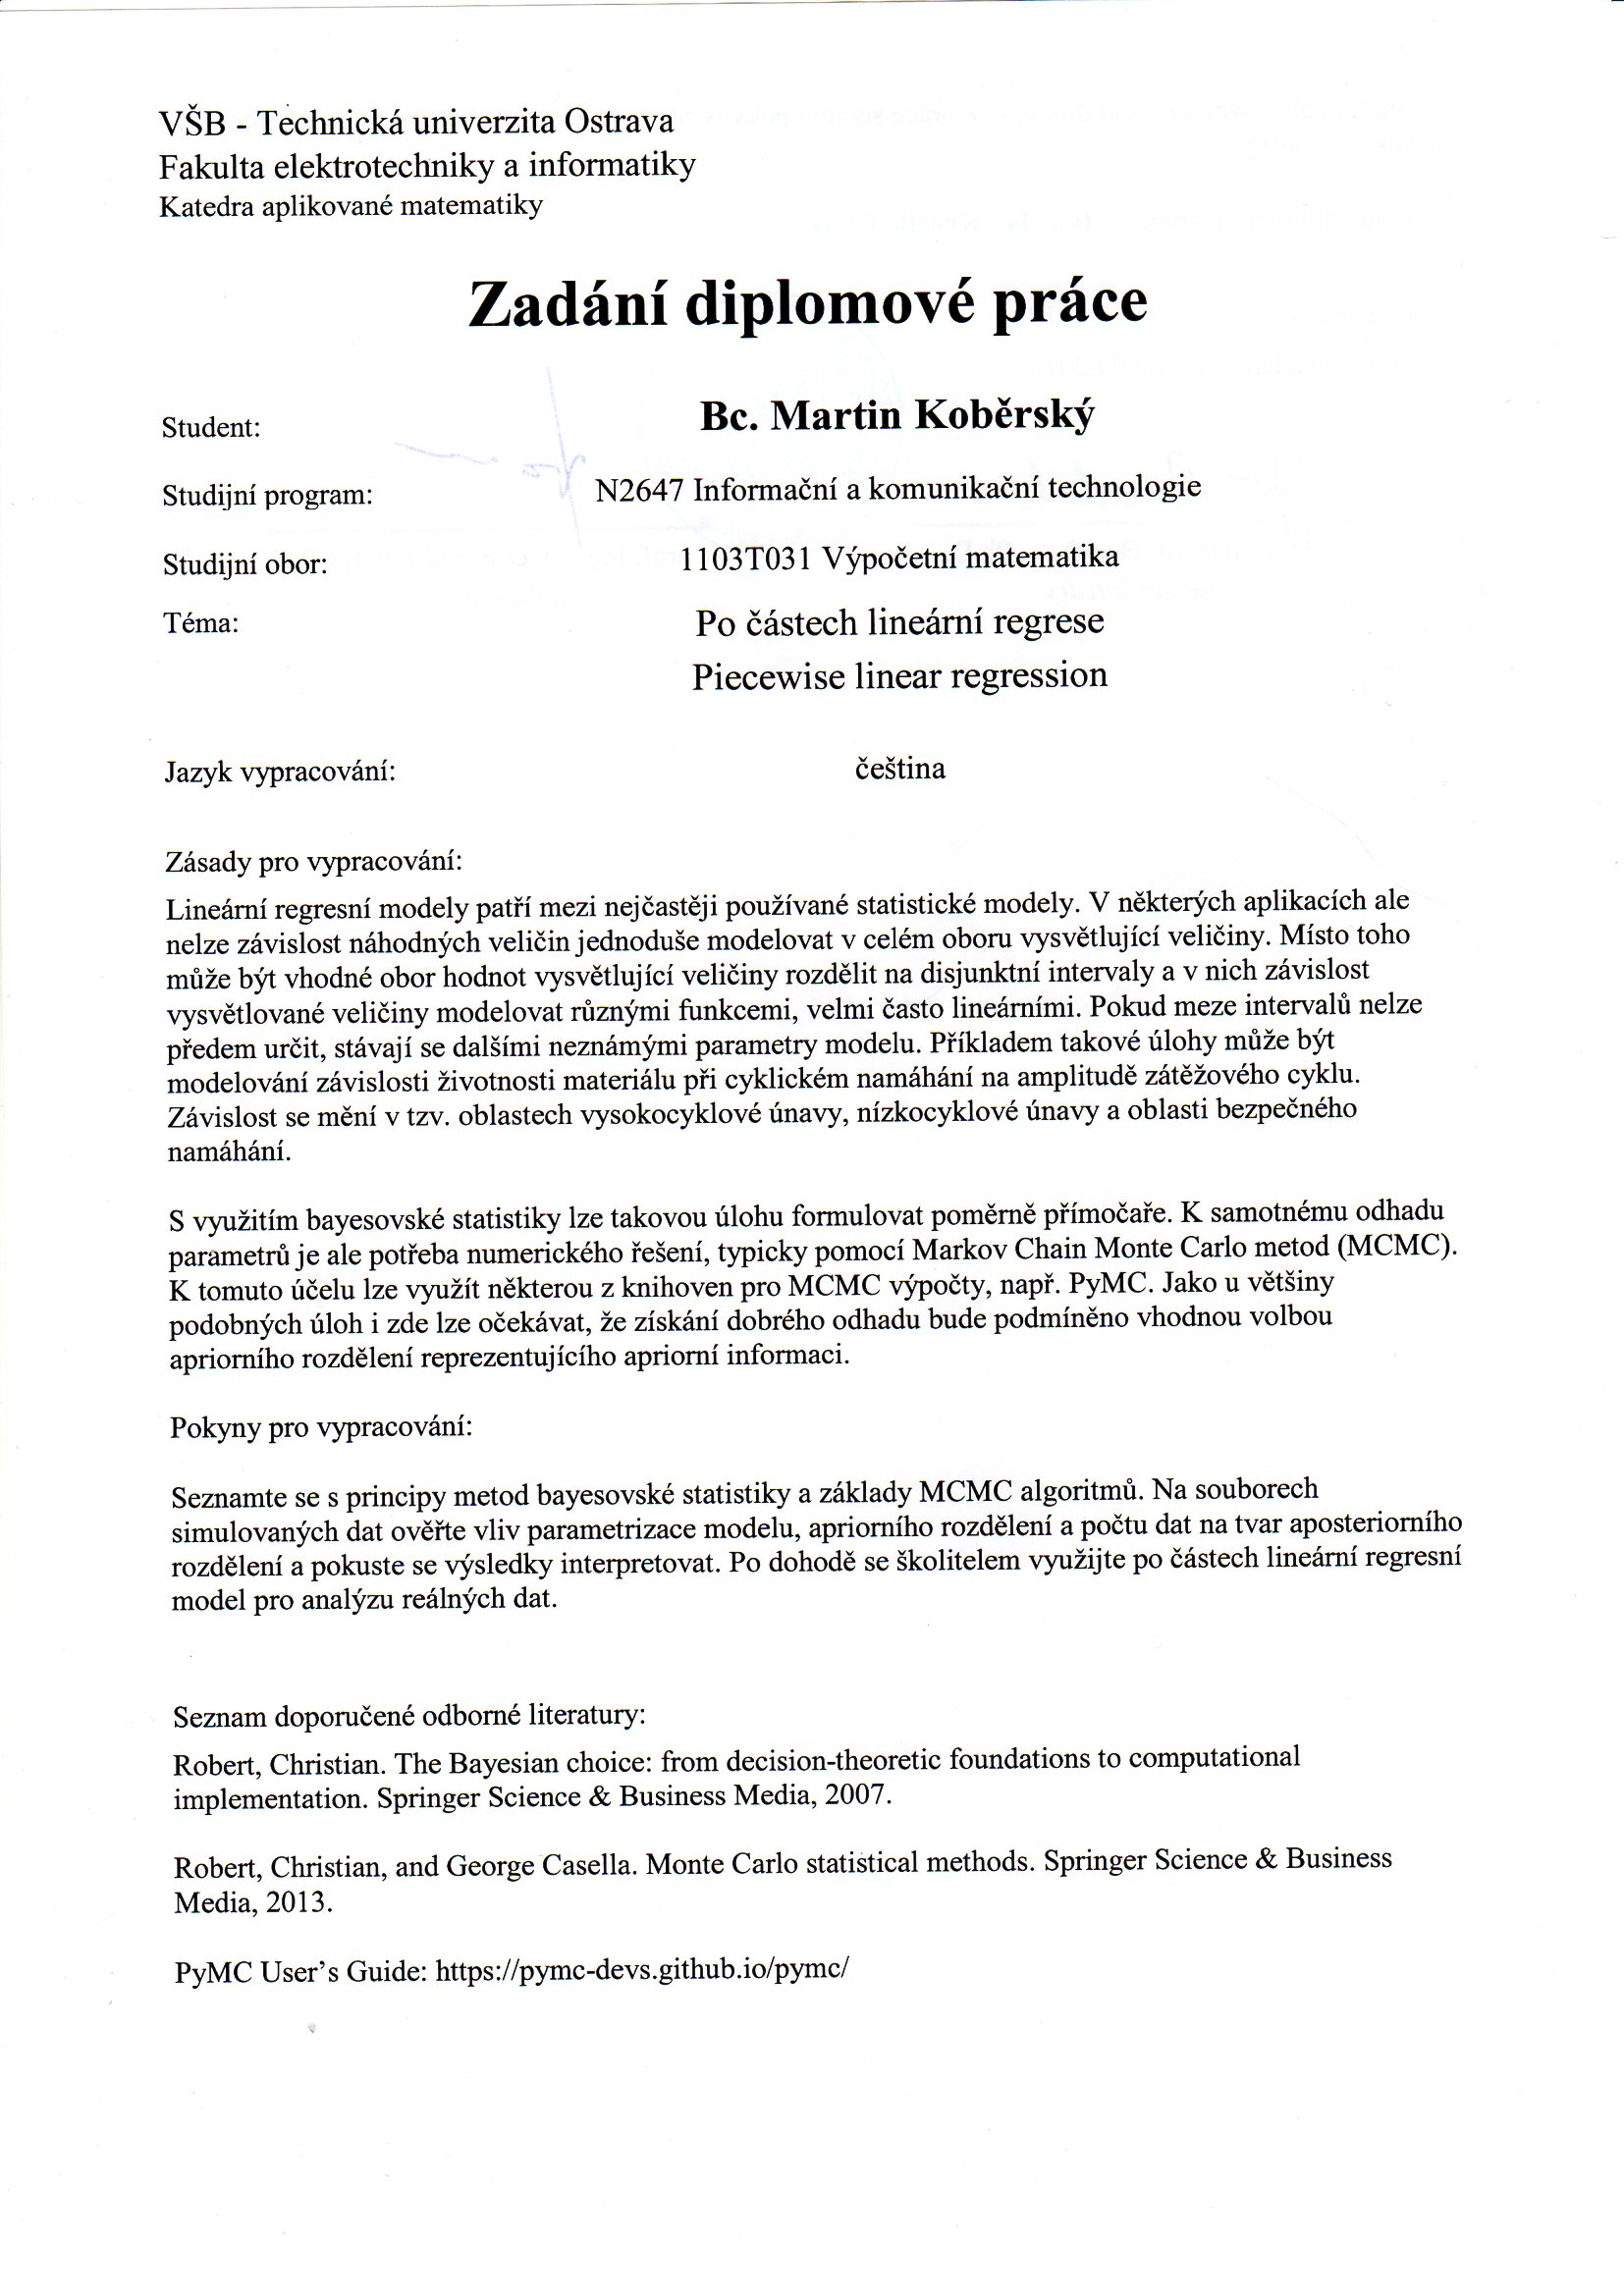 VŠB - Technická univerzita Ostrava
Fakulta elektrotechniky a informatiky
Katedra aplikované matematiky
Zadání diplomové práce
Student: Bc. Martin Koběrský
Studijní program: N2647 Informační a komunikační technologie
Studijní obor: 1103T031 Výpočetní matematika
Téma: Po částech lineární regrese
Piecewise linear regression
Jazyk vypracování: čeština
Zásady pro vypracování:
Lineární regresní modely patří mezi nejčastěji používané statistické modely. V některých aplikacích ale
nelze závislost náhodných veličin jednoduše modelovat v celém oboru vysvětlující veličiny. Místo toho
může být vhodné obor hodnot vysvětlující veličiny rozdělit na disjunktní intervaly a v nich závislost
vysvětlované veličiny modelovat různými funkcemi, velmi často lineárními. Pokud meze intervalů nelze
předem určit, stávají se dalšími neznámými parametry modelu. Příkladem takové úlohy může být
modelování závislosti životnosti materiálu při cyklickém namáhání na amplitudě zátěžového cyklu.
Závislost se mění v tzv. oblastech vysokocyklové únavy, nízkocyklové únavy a oblasti bezpečného
namáhání.
S využitím bayesovské statistiky lze takovou úlohu formulovat poměrně přímočaře. K samotnému odhadu
parametrů je ale potřeba numerického řešení, typicky pomocí Markov Chain Monte Carlo metod (MCMC).
K tomuto účelu lze využít některou z knihoven pro MCMC výpočty, např. PyMC. Jako u většiny
podobných úloh i zde lze očekávat, že získání dobrého odhadu bude podmíněno vhodnou volbou
apriorního rozdělení reprezentujícího apriorní informaci.
Pokyny pro vypracování:
Seznamte se s principy metod bayesovské statistiky a základy MCMC algoritmů. Na souborech
simulovaných dat ověřte vliv parametrizace modelu, apriorního rozdělení a počtu dat na tvar aposteriorního
rozdělení a pokuste se výsledky interpretovat. Po dohodě se školitelem využijte po částech lineární regresní
model pro analýzu reálných dat.
Seznam doporučené odborné literatury:
Robert, Christian. The Bayesian choice: from decision-theoretic foundations to computational
implementation. Springer Science & Business Media, 2007.
Robert, Christian, and George Casella. Monte Carlo statistical methods. Springer Science & Business
Media, 2013.
PyMC User’s Guide: https://pymc-devs.github.io/pymc/